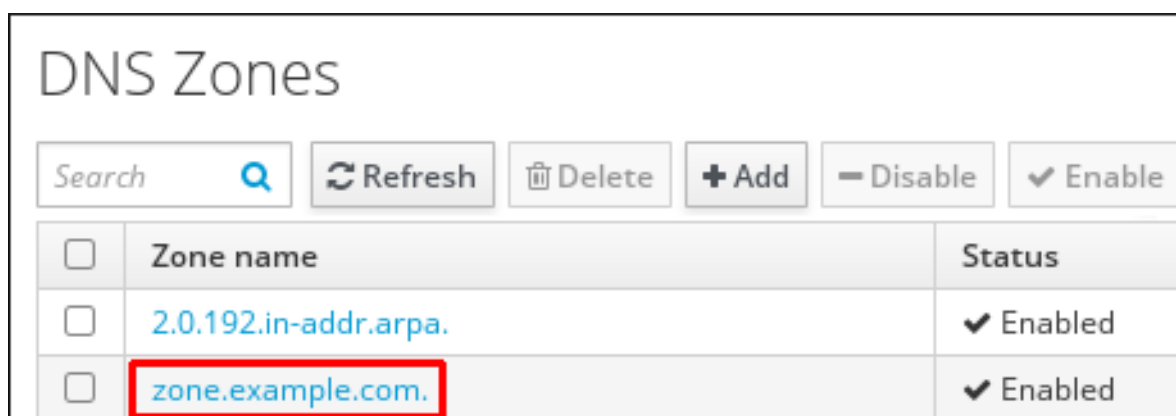 DNS Zones
Search Refresh Delete Add Disable Enable
Zone name Status
2.0.192.in-addr.arpa. Enabled
zone.example.com. Enabled